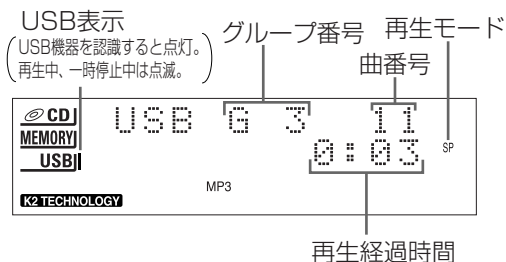 USB表示
(USB機器を認識すると点灯。
再生中、一時停止中は点滅。)
グループ番号
再生モード
曲番号
CD
MEMORY
USB
USB G 3 11
0:03
SP
MP3
K2 TECHNOLOGY
再生経過時間